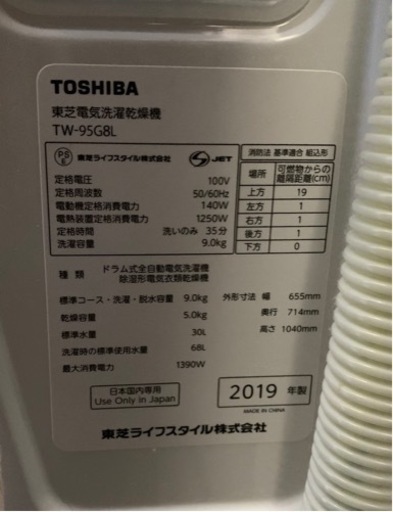 TOSHIBA
東芝電気洗濯乾燥機
TW-95G8L
PS E 東芝ライフスタイル株式会社 S JET
定格電圧 100V
定格周波数 50/60Hz
電動機定格消費電力 140W
電熱装置定格消費電力 1250W
定格時間 洗いのみ 35分
洗濯容量 9.0kg
消防法 基準適合 組込形
場所 可燃物からの離隔距離(cm)
上方 19
左方 1
右方 1
後方 1
下方 0
種類 ドラム式全自動電気洗濯機
除湿形電気衣類乾燥機
標準コース・洗濯・脱水容量 9.0kg
乾燥容量 5.0kg
標準水量 30L
洗濯時の標準使用水量 68L
最大消費電力 1390W
外形寸法 幅 655mm
奥行 714mm
高さ 1040mm
日本国内専用
Use Only In Japan
2019 年製
MADE IN CHINA
東芝ライフスタイル株式会社